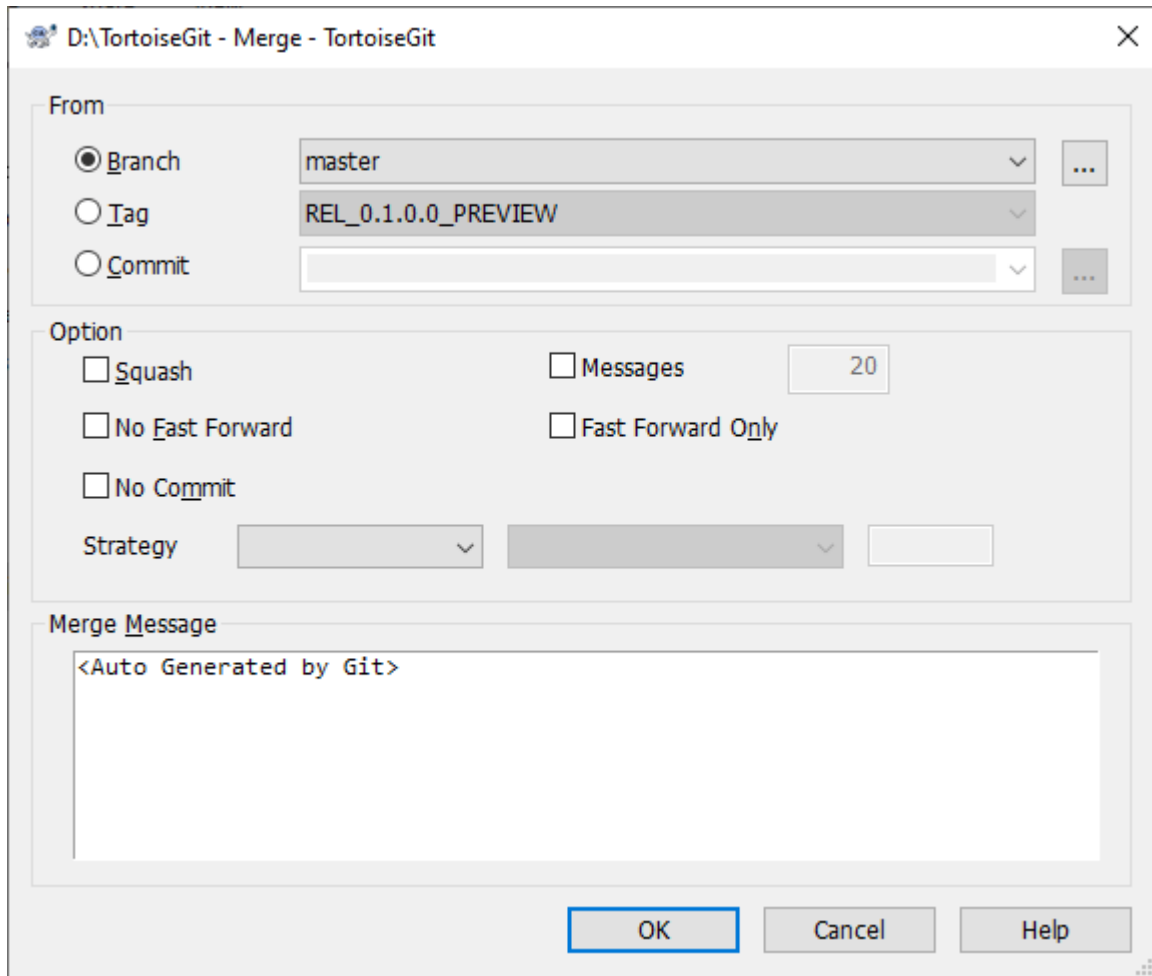 D:\TortoiseGit - Merge - TortoiseGit
From
Branch master ...
Tag REL_0.1.0.0_PREVIEW
Commit ...
Option
Squash Messages 20
No Fast Forward Fast Forward Only
No Commit
Strategy
Merge Message
<Auto Generated by Git>
OK Cancel Help